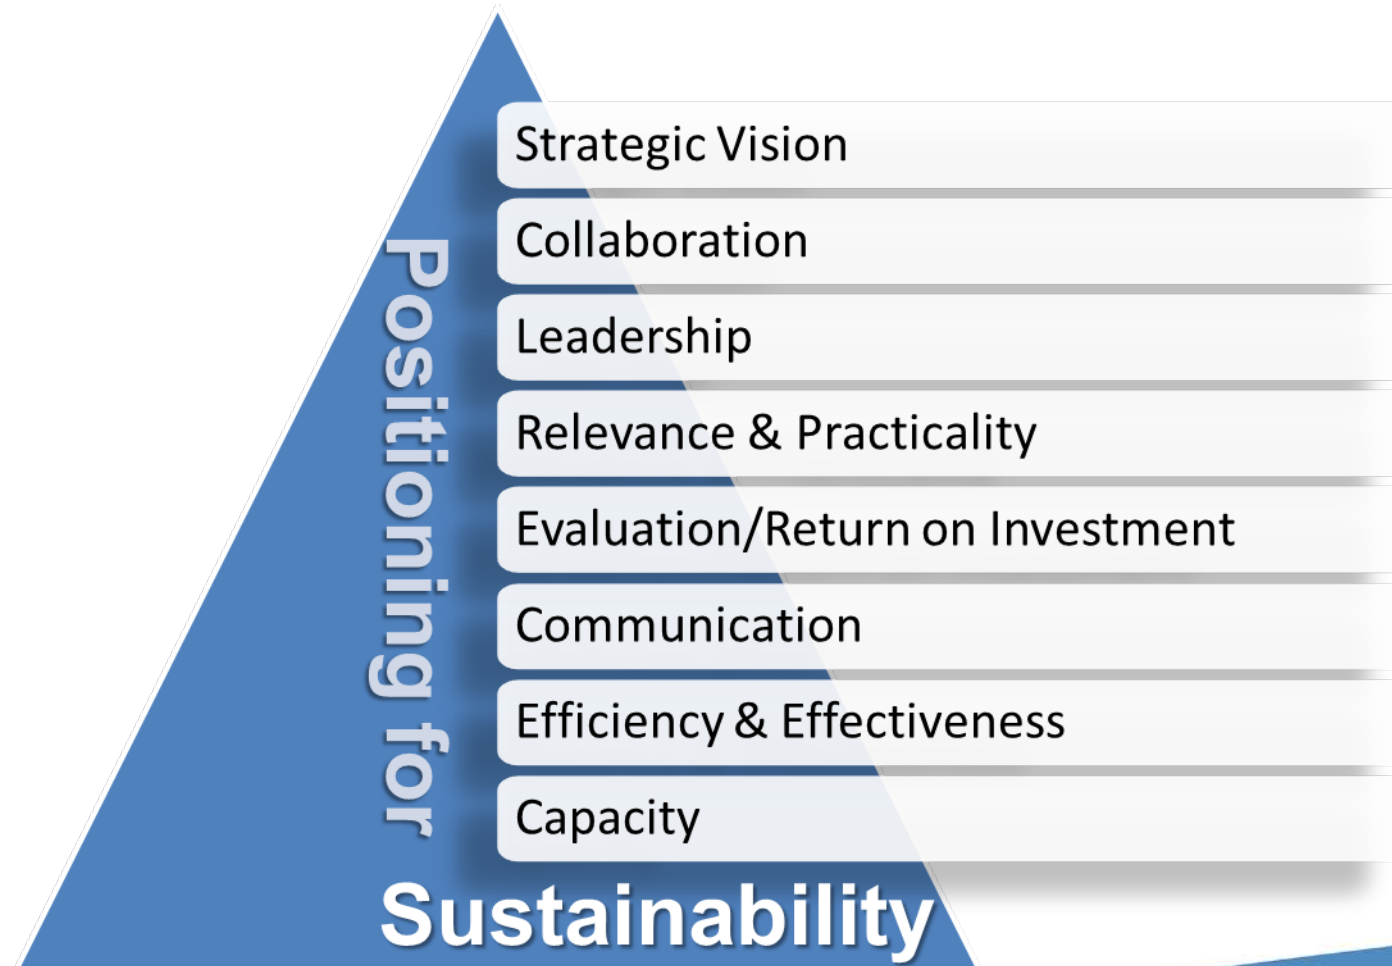 Strategic Vision
Collaboration
Leadership
Relevance & Practicality
Evaluation/Return on Investment
Communication
Efficiency & Effectiveness
Capacity
Positioning for
Sustainability